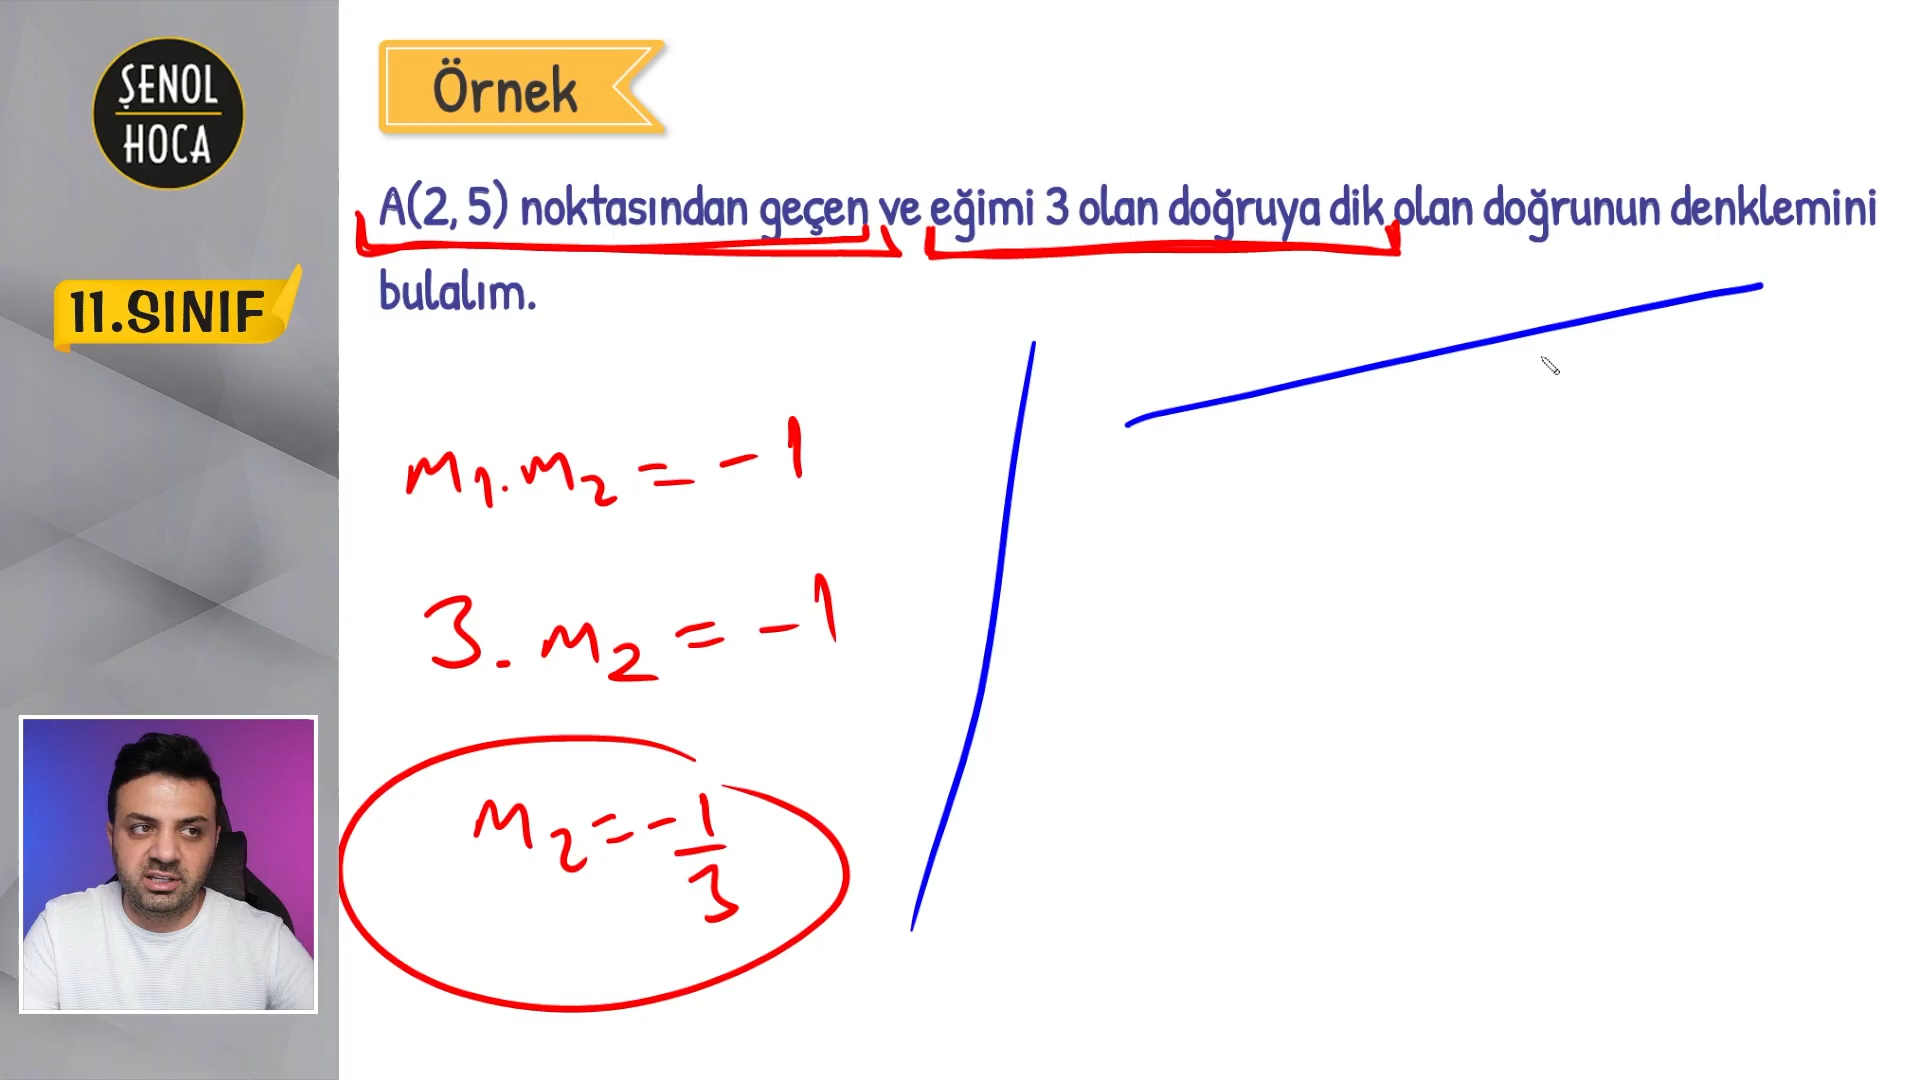 ŞENOL
HOCA
11.SINIF
Örnek
A(2, 5) noktasından geçen ve eğimi 3 olan doğruya dik olan doğrunun denklemini
bulalım.
m₁.m₂ = -1
3.m₂ = -1
m₂ = -1/3